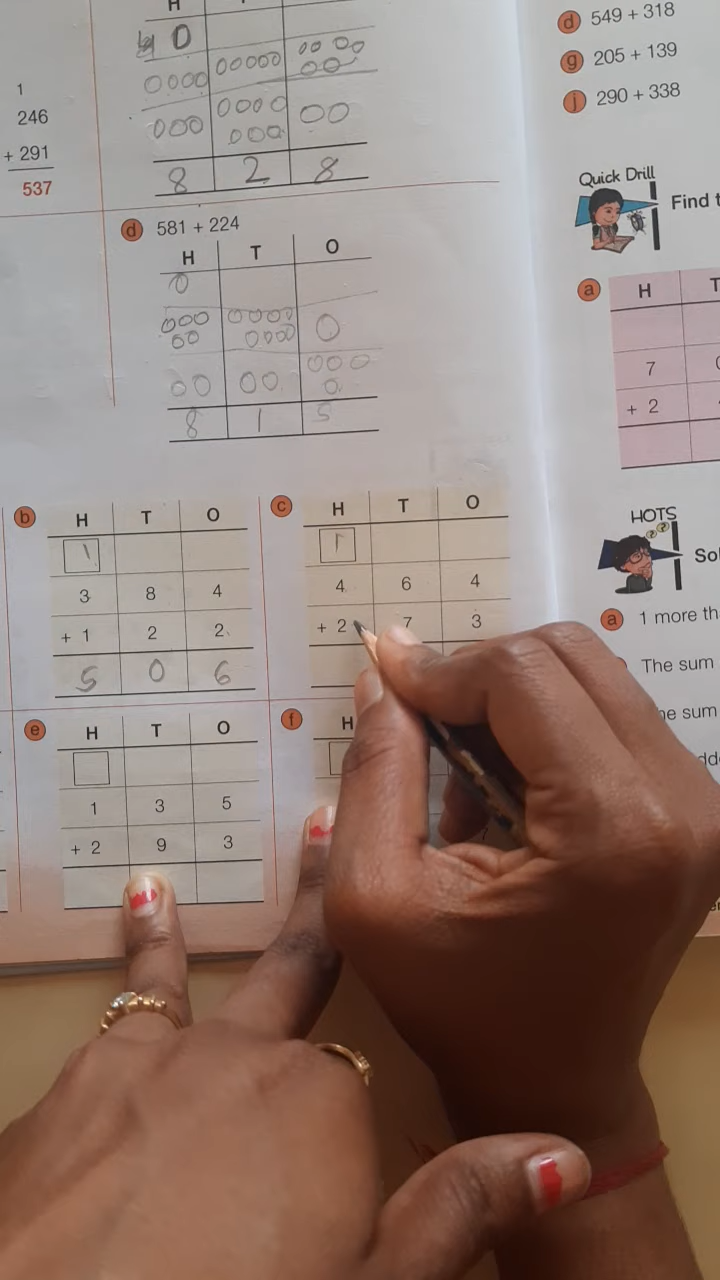 1
246
+ 291
537
H
0
8 2 8
d 581 + 224
H T O
8 1 5
b
H T O
1
3 8 4
+ 1 2 2
5 0 6
c
H T O
1
4 6 4
+ 2 7 3
e
H T O
1 3 5
+ 2 9 3
f
H
d 549 + 318
g 205 + 139
j 290 + 338
Quick Drill
Find
a
H T
7
+ 2
HOTS
a 1 more
The sum
sum